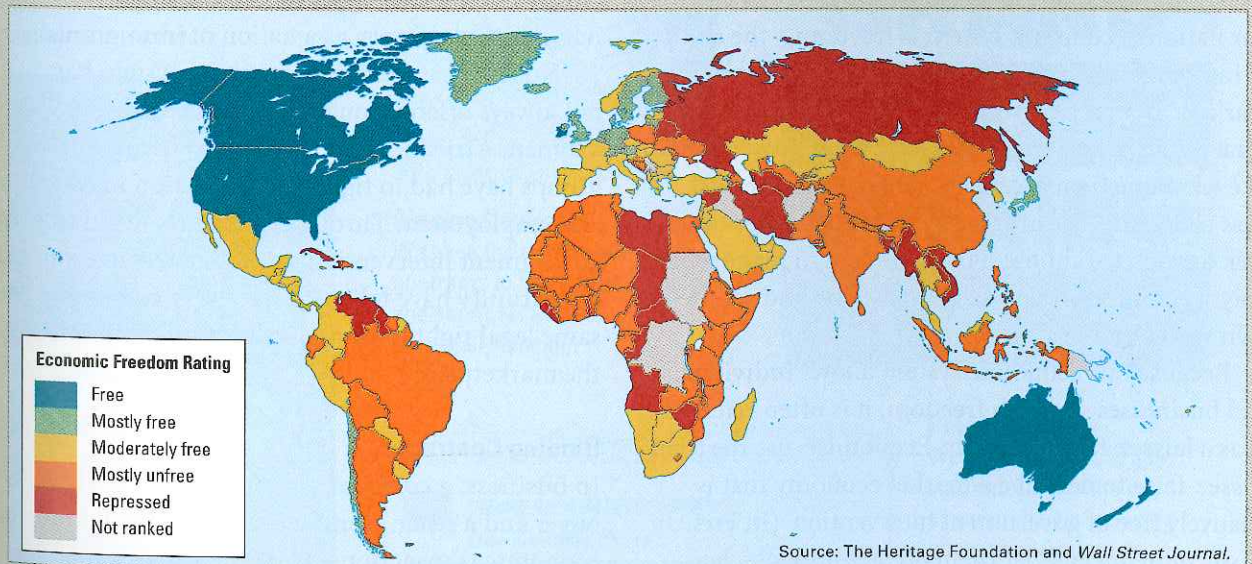 Economic Freedom Rating
Free
Mostly free
Moderately free
Mostly unfree
Repressed
Not ranked
Source: The Heritage Foundation and Wall Street Journal.